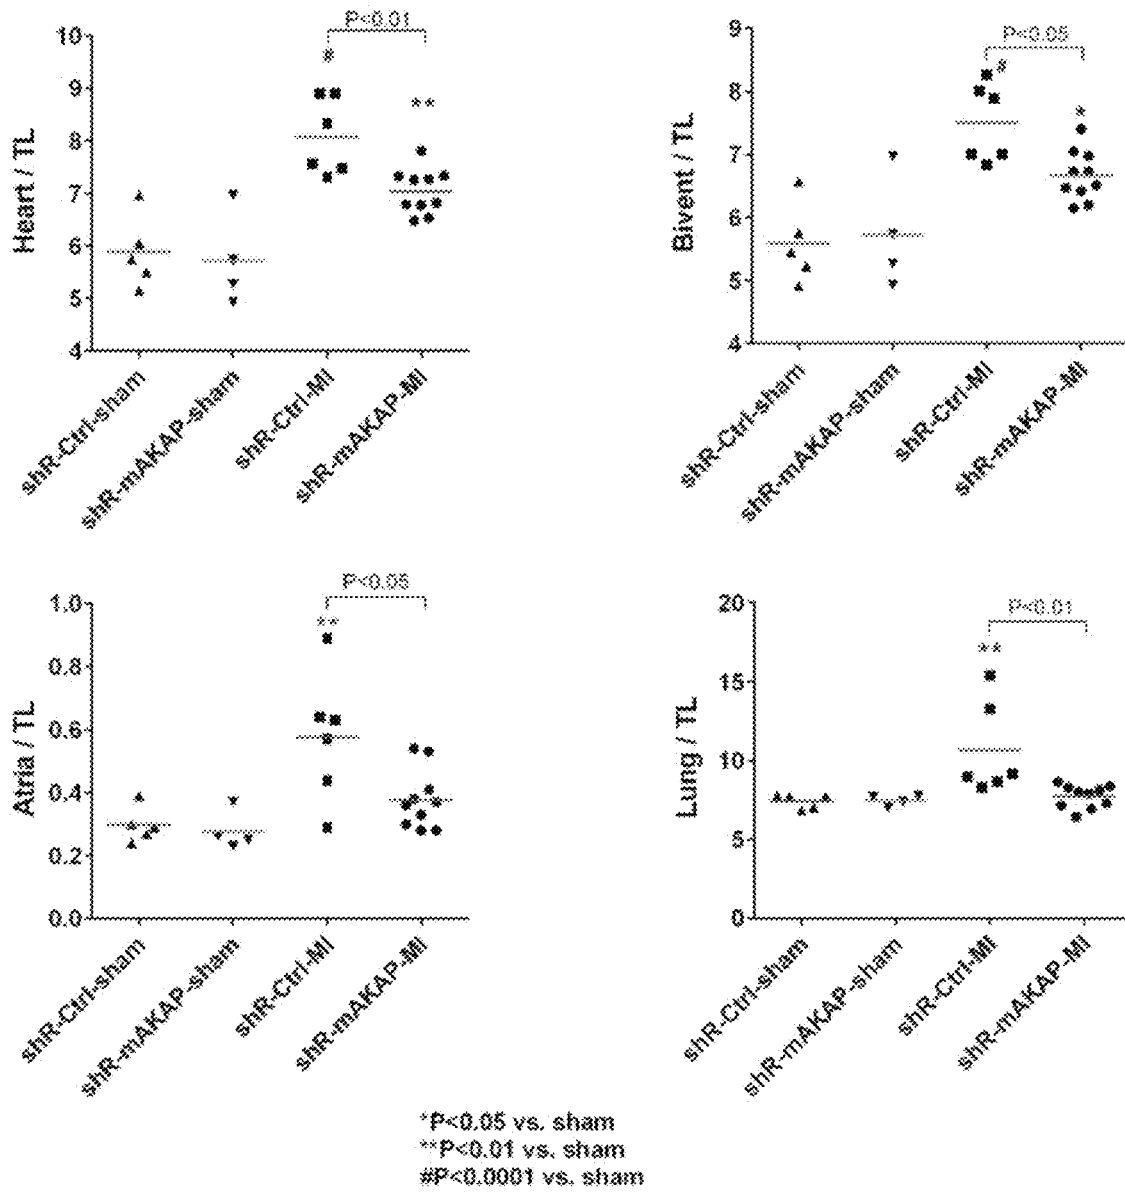 P<0.01
#
**
10
9
8
7
6
5
4
Heart / TL
shR-Ctrl-sham
shR-mAKAP-sham
shR-Ctrl-MI
shR-mAKAP-MI
P<0.05
#
*
9
8
7
6
5
4
Bivent / TL
shR-Ctrl-sham
shR-mAKAP-sham
shR-Ctrl-MI
shR-mAKAP-MI
P<0.05
**
1.0
0.8
0.6
0.4
0.2
0.0
Atria / TL
shR-Ctrl-sham
shR-mAKAP-sham
shR-Ctrl-MI
shR-mAKAP-MI
P<0.01
**
20
15
10
5
0
Lung / TL
shR-Ctrl-sham
shR-mAKAP-sham
shR-Ctrl-MI
shR-mAKAP-MI
*P<0.05 vs. sham
**P<0.01 vs. sham
#P<0.0001 vs. sham